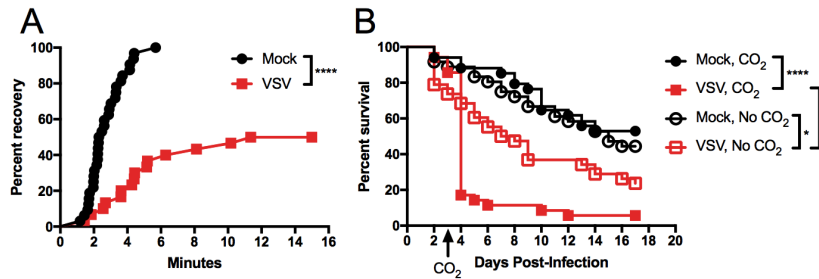 A
Percent recovery
100
80
60
40
20
0
0 2 4 6 8 10 12 14 16
Minutes
Mock
VSV
****
B
Percent survival
100
80
60
40
20
0
0 2 4 6 8 10 12 14 16 18 20
CO2
Days Post-Infection
Mock, CO2
VSV, CO2
Mock, No CO2
VSV, No CO2
****
*